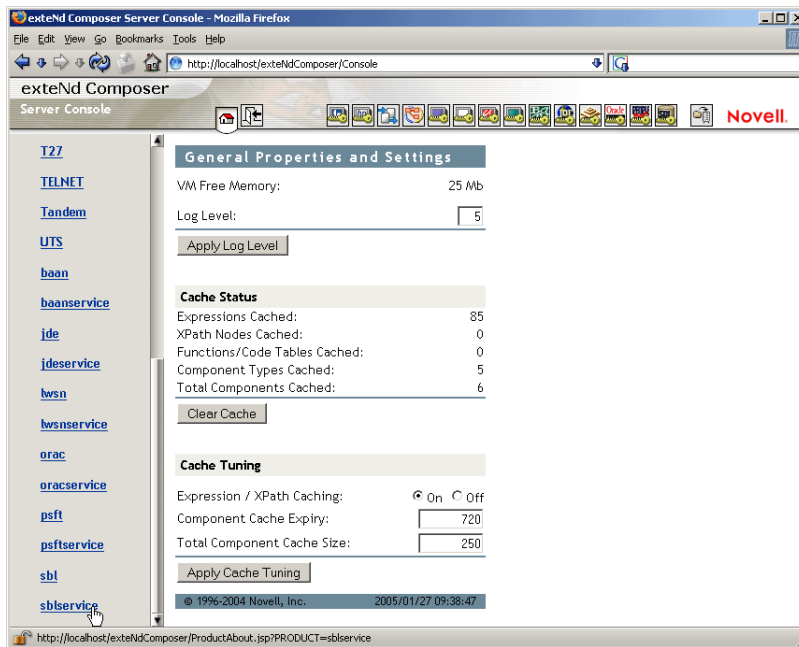 exteNd Composer Server Console - Mozilla Firefox
File Edit View Go Bookmarks Tools Help
http://localhost/exteNdComposer/Console
exteNd Composer
Server Console
Novell.
T27
TELNET
Tandem
UTS
baan
baanservice
jde
jdeservice
lwsn
lwsnservice
orac
oracservice
psft
psftservice
sbl
sblservice
General Properties and Settings
VM Free Memory: 25 Mb
Log Level: 5
Apply Log Level
Cache Status
Expressions Cached: 85
XPath Nodes Cached: 0
Functions/Code Tables Cached: 0
Component Types Cached: 5
Total Components Cached: 6
Clear Cache
Cache Tuning
Expression / XPath Caching: On Off
Component Cache Expiry: 720
Total Component Cache Size: 250
Apply Cache Tuning
© 1996-2004 Novell, Inc. 2005/01/27 09:38:47
http://localhost/exteNdComposer/ProductAbout.jsp?PRODUCT=sblservice